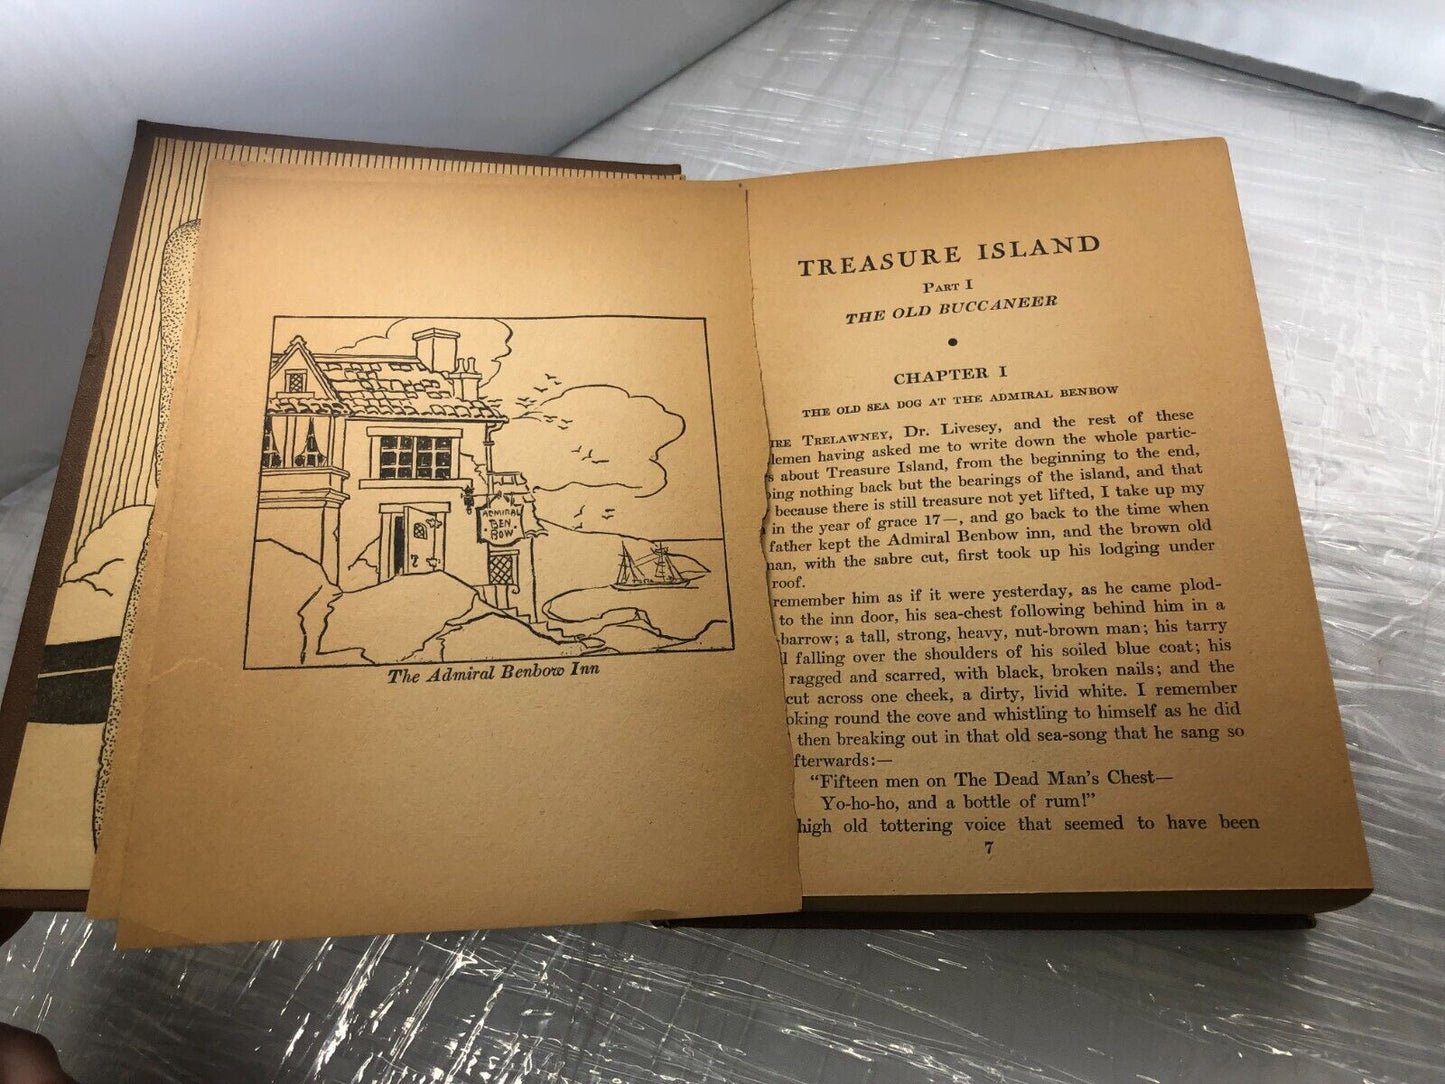 ADMIRAL
BEN
BOW
The Admiral Benbow Inn
TREASURE ISLAND
PART I
THE OLD BUCCANEER
CHAPTER I
THE OLD SEA DOG AT THE ADMIRAL BENBOW
TRELAWNEY, Dr. Livesey, and the rest of these
having asked me to write down the whole partic-
about Treasure Island, from the beginning to the end,
nothing back but the bearings of the island, and that
because there is still treasure not yet lifted, I take up my
in the year of grace 17—, and go back to the time when
father kept the Admiral Benbow inn, and the brown old
with the sabre cut, first took up his lodging under
roof.
remember him as if it were yesterday, as he came plod-
to the inn door, his sea-chest following behind him in a
barrow; a tall, strong, heavy, nut-brown man; his tarry
falling over the shoulders of his soiled blue coat; his
ragged and scarred, with black, broken nails; and the
cut across one cheek, a dirty, livid white. I remember
oking round the cove and whistling to himself as he did
then breaking out in that old sea-song that he sang so
fterwards:—
"Fifteen men on The Dead Man's Chest—
Yo-ho-ho, and a bottle of rum!"
high old tottering voice that seemed to have been
7